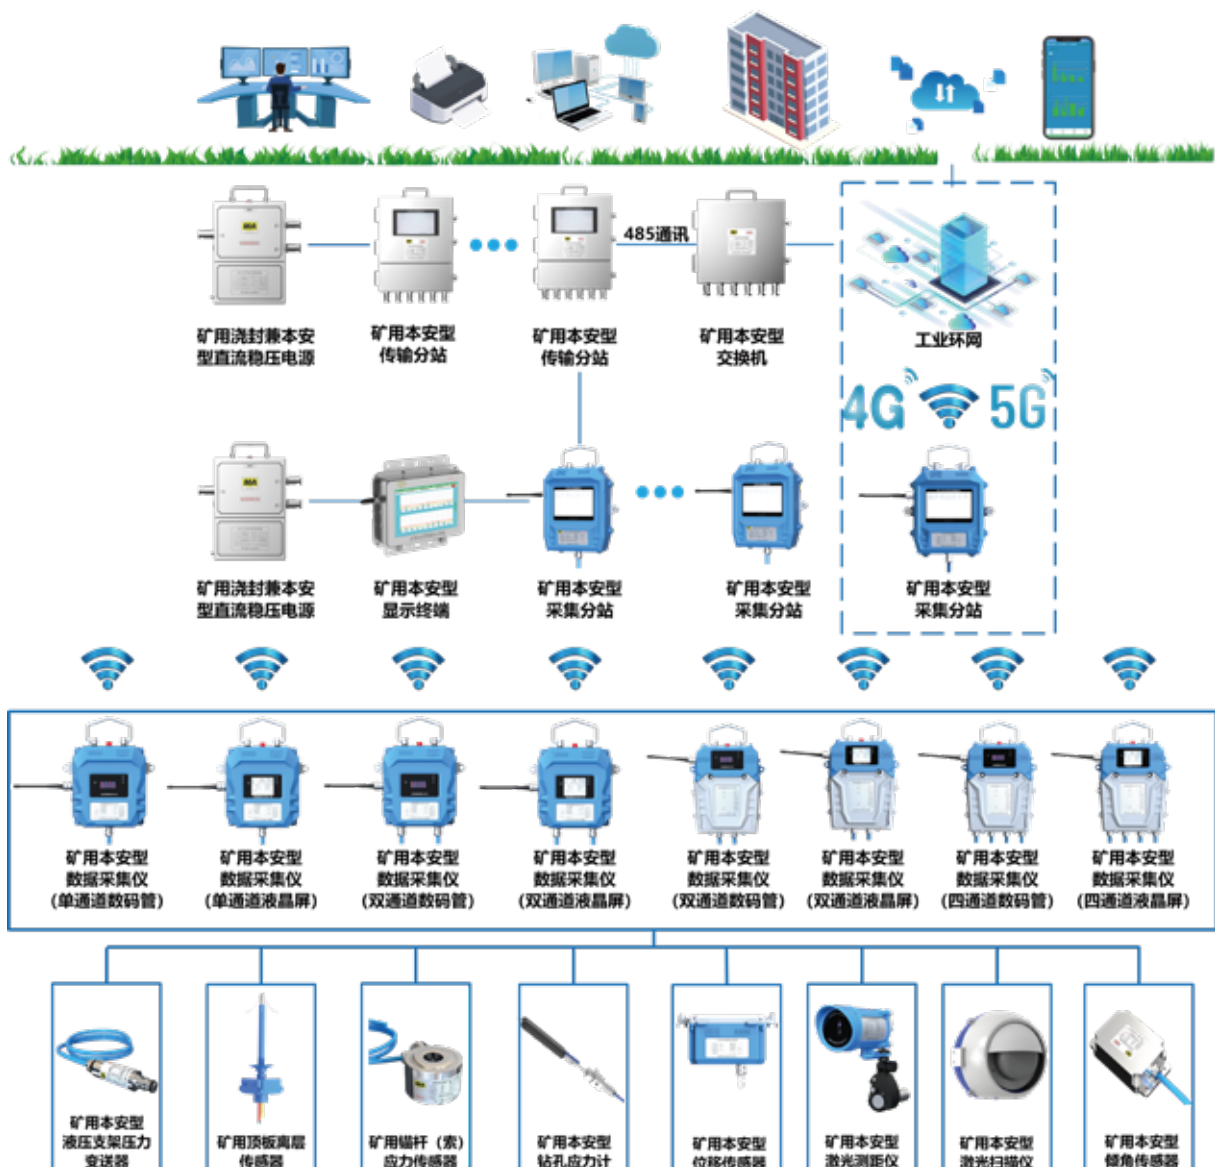 485通讯
矿用浇封兼本安
型直流稳压电源
矿用本安型
传输分站
矿用本安型
传输分站
矿用本安型
交换机
工业环网
4G
5G
矿用浇封兼本安
型直流稳压电源
矿用本安型
显示终端
矿用本安型
采集分站
矿用本安型
采集分站
矿用本安型
采集分站
矿用本安型
数据采集仪
（单通道数码管）
矿用本安型
数据采集仪
（单通道液晶屏）
矿用本安型
数据采集仪
（双通道数码管）
矿用本安型
数据采集仪
（双通道液晶屏）
矿用本安型
数据采集仪
（双通道数码管）
矿用本安型
数据采集仪
（双通道液晶屏）
矿用本安型
数据采集仪
（四通道数码管）
矿用本安型
数据采集仪
（四通道液晶屏）
矿用本安型
液压支架压力
变送器
矿用顶板离层
传感器
矿用锚杆（索）
应力传感器
矿用本安型
钻孔应力计
矿用本安型
位移传感器
矿用本安型
激光测距仪
矿用本安型
激光扫描仪
矿用本安型
倾角传感器